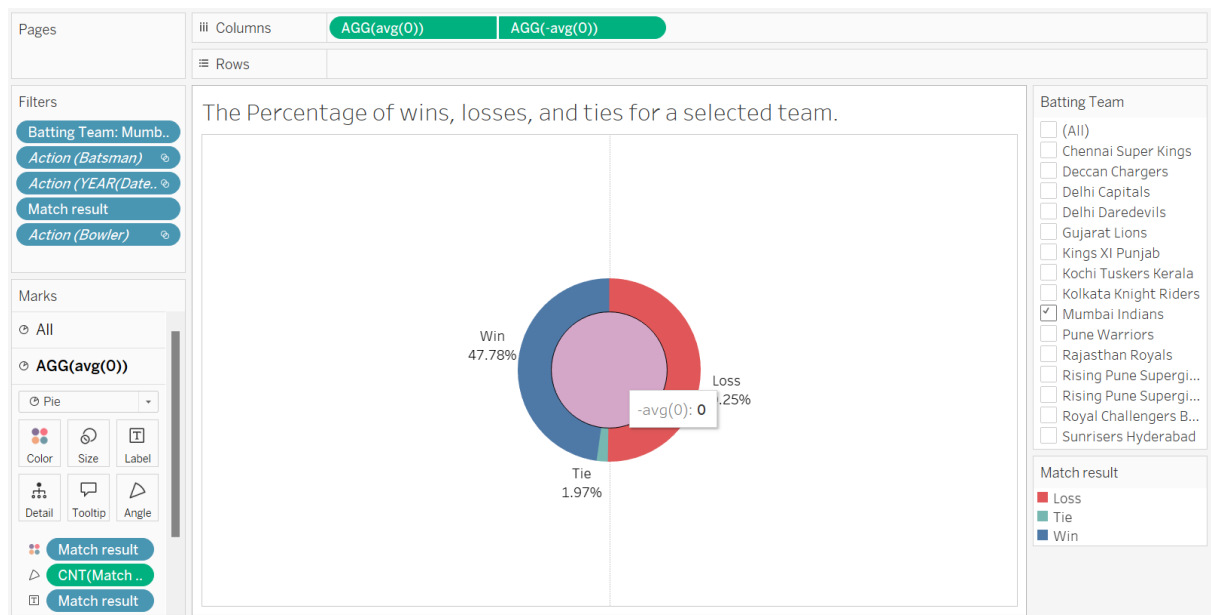 Pages
Columns
AGG(avg(0))
AGG(-avg(0))
Rows
Filters
Batting Team: Mumb..
Action (Batsman)
Action (YEAR(Date..
Match result
Action (Bowler)
Marks
All
AGG(avg(0))
Pie
Color
Size
Label
Detail
Tooltip
Angle
Match result
CNT(Match ..
Match result
The Percentage of wins, losses, and ties for a selected team.
Win
47.78%
Loss
.25%
-avg(0): 0
Tie
1.97%
Batting Team
(All)
Chennai Super Kings
Deccan Chargers
Delhi Capitals
Delhi Daredevils
Gujarat Lions
Kings XI Punjab
Kochi Tuskers Kerala
Kolkata Knight Riders
Mumbai Indians
Pune Warriors
Rajasthan Royals
Rising Pune Supergi...
Rising Pune Supergi...
Royal Challengers B...
Sunrisers Hyderabad
Match result
Loss
Tie
Win